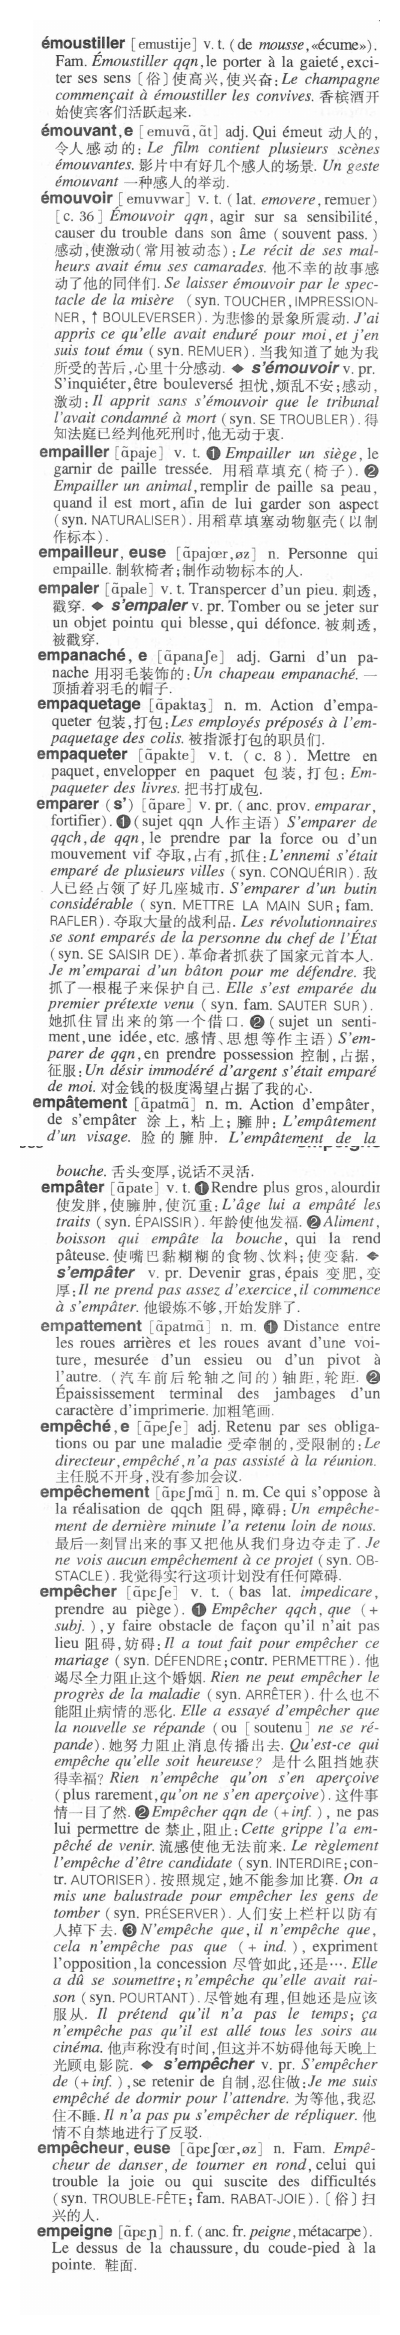 émoustiller [emustije] v. t. (de mousse, «écume»).
Fam. Émoustiller qqn, le porter à la gaieté, exci-
ter ses sens〔俗〕使高兴,使兴奋: Le champagne
commençait à émoustiller les convives. 香槟酒开
始使宾客们活跃起来.
émouvant, e [emuvɑ̃, ɑ̃t] adj. Qui émeut 动人的,
令人感动的: Le film contient plusieurs scènes
émouvantes. 影片中有好几个感人的场景. Un geste
émouvant 一种感人的举动.
émouvoir [emuvwar] v. t. (lat. emovere, remuer)
[c. 36] Émouvoir qqn, agir sur sa sensibilité,
causer du trouble dans son âme (souvent pass.)
感动,使激动(常用被动态): Le récit de ses mal-
heurs avait ému ses camarades. 他不幸的故事感
动了他的同伴们. Se laisser émouvoir par le spec-
tacle de la misère (syn. TOUCHER, IMPRESSION-
NER, ↑ BOULEVERSER). 为悲惨的景象所震动. J'ai
appris ce qu'elle avait enduré pour moi, et j'en
suis tout ému (syn. REMUER). 当我知道了她为我
所受的苦后,心里十分感动. ◆ s'émouvoir v. pr.
S'inquiéter, être bouleversé 担忧,烦乱不安;感动,
激动: Il apprit sans s'émouvoir que le tribunal
l'avait condamné à mort (syn. SE TROUBLER). 得
知法庭已经判他死刑时,他无动于衷.
empailler [ɑ̃paje] v. t. ❶ Empailler un siège, le
garnir de paille tressée. 用稻草填充(椅子). ❷
Empailler un animal, remplir de paille sa peau,
quand il est mort, afin de lui garder son aspect
(syn. NATURALISER). 用稻草填塞动物躯壳(以制
作标本).
empailleur, euse [ɑ̃pajœr, øz] n. Personne qui
empaille. 制软椅者;制作动物标本的人.
empaler [ɑ̃pale] v. t. Transpercer d'un pieu. 刺透,
戳穿. ◆ s'empaler v. pr. Tomber ou se jeter sur
un objet pointu qui blesse, qui défonce. 被刺透,
被戳穿.
empanaché, e [ɑ̃panaʃe] adj. Garni d'un pa-
nache 用羽毛装饰的: Un chapeau empanaché. 一
顶插着羽毛的帽子.
empaquetage [ɑ̃paktaʒ] n. m. Action d'empa-
queter 包装,打包: Les employés préposés à l'em-
paquetage des colis. 被指派打包的职员们.
empaqueter [ɑ̃pakte] v. t. (c. 8). Mettre en
paquet, envelopper en paquet 包装,打包: Em-
paqueter des livres. 把书打成包.
emparer (s') [ɑ̃pare] v. pr. (anc. prov. emparar,
fortifier). ❶ (sujet qqn 人作主语) S'emparer de
qqch, de qqn, le prendre par la force ou d'un
mouvement vif 夺取,占有,抓住: L'ennemi s'était
emparé de plusieurs villes (syn. CONQUÉRIR). 敌
人已经占领了好几座城市. S'emparer d'un butin
considérable (syn. METTRE LA MAIN SUR; fam.
RAFLER). 夺取大量的战利品. Les révolutionnaires
se sont emparés de la personne du chef de l'État
(syn. SE SAISIR DE). 革命者抓获了国家元首本人.
Je m'emparai d'un bâton pour me défendre. 我
抓了一根棍子来保护自己. Elle s'est emparée du
premier prétexte venu (syn. fam. SAUTER SUR).
她抓住冒出来的第一个借口. ❷ (sujet un senti-
ment, une idée, etc. 感情、思想等作主语) S'em-
parer de qqn, en prendre possession 控制,占据,
征服: Un désir immodéré d'argent s'était emparé
de moi. 对金钱的极度渴望占据了我的心.
empâtement [ɑ̃patmɑ̃] n. m. Action d'empâter,
de s'empâter 涂上,粘上;臃肿: L'empâtement
d'un visage. 脸的臃肿. L'empâtement de la
bouche. 舌头变厚,说话不灵活.
empâter [ɑ̃pate] v. t. ❶ Rendre plus gros, alourdir
使发胖,使臃肿,使沉重: L'âge lui a empâté les
traits (syn. ÉPAISSIR). 年龄使他发福. ❷ Aliment,
boisson qui empâte la bouche, qui la rend
pâteuse. 使嘴巴黏糊糊的食物、饮料;使变黏. ◆
s'empâter v. pr. Devenir gras, épais 变肥,变
厚: Il ne prend pas assez d'exercice, il commence
à s'empâter. 他锻炼不够,开始发胖了.
empattement [ɑ̃patmɑ̃] n. m. ❶ Distance entre
les roues arrières et les roues avant d'une voi-
ture, mesurée d'un essieu ou d'un pivot à
l'autre. (汽车前后轮轴之间的)轴距,轮距. ❷
Épaississement terminal des jambages d'un
caractère d'imprimerie. 加粗笔画.
empêché, e [ɑ̃peʃe] adj. Retenu par ses obliga-
tions ou par une maladie 受牵制的,受限制的: Le
directeur, empêché, n'a pas assisté à la réunion.
主任脱不开身,没有参加会议.
empêchement [ɑ̃pɛʃmɑ̃] n. m. Ce qui s'oppose à
la réalisation de qqch 阻碍,障碍: Un empêche-
ment de dernière minute l'a retenu loin de nous.
最后一刻冒出来的事又把他从我们身边夺走了. Je
ne vois aucun empêchement à ce projet (syn. OB-
STACLE). 我觉得实行这项计划没有任何障碍.
empêcher [ɑ̃pɛʃe] v. t. (bas lat. impedicare,
prendre au piège). ❶ Empêcher qqch, que (+
subj.), y faire obstacle de façon qu'il n'ait pas
lieu 阻碍,妨碍: Il a tout fait pour empêcher ce
mariage (syn. DÉFENDRE; contr. PERMETTRE). 他
竭尽全力阻止这个婚姻. Rien ne peut empêcher le
progrès de la maladie (syn. ARRÊTER). 什么也不
能阻止病情的恶化. Elle a essayé d'empêcher que
la nouvelle se répande (ou [soutenu] ne se ré-
pande). 她努力阻止消息传播出去. Qu'est-ce qui
empêche qu'elle soit heureuse? 是什么阻挡她获
得幸福? Rien n'empêche qu'on s'en aperçoive
(plus rarement, qu'on ne s'en aperçoive). 这件事
情一目了然. ❷ Empêcher qqn de (+ inf.), ne pas
lui permettre de 禁止,阻止: Cette grippe l'a em-
pêché de venir. 流感使他无法前来. Le règlement
l'empêche d'être candidate (syn. INTERDIRE; con-
tr. AUTORISER). 按照规定,她不能参加比赛. On a
mis une balustrade pour empêcher les gens de
tomber (syn. PRÉSERVER). 人们安上栏杆以防有
人掉下去. ❸ N'empêche que, il n'empêche que,
cela n'empêche pas que (+ ind.), expriment
l'opposition, la concession 尽管如此,还是…. Elle
a dû se soumettre; n'empêche qu'elle avait rai-
son (syn. POURTANT). 尽管她有理,但她还是应该
服从. Il prétend qu'il n'a pas le temps; ça
n'empêche pas qu'il est allé tous les soirs au
cinéma. 他声称没有时间,但这并不妨碍他每天晚上
光顾电影院. ◆ s'empêcher v. pr. S'empêcher
de (+ inf.), se retenir de 自制,忍住做: Je me suis
empêché de dormir pour l'attendre. 为等他,我忍
住不睡. Il n'a pas pu s'empêcher de répliquer. 他
情不自禁地进行了反驳.
empêcheur, euse [ɑ̃pɛʃœr, øz] n. Fam. Empê-
cheur de danser, de tourner en rond, celui qui
trouble la joie ou qui suscite des difficultés
(syn. TROUBLE-FÊTE; fam. RABAT-JOIE).〔俗〕扫
兴的人.
empeigne [ɑ̃pɛɲ] n. f. (anc. fr. peigne, métacarpe).
Le dessus de la chaussure, du coude-pied à la
pointe. 鞋面.